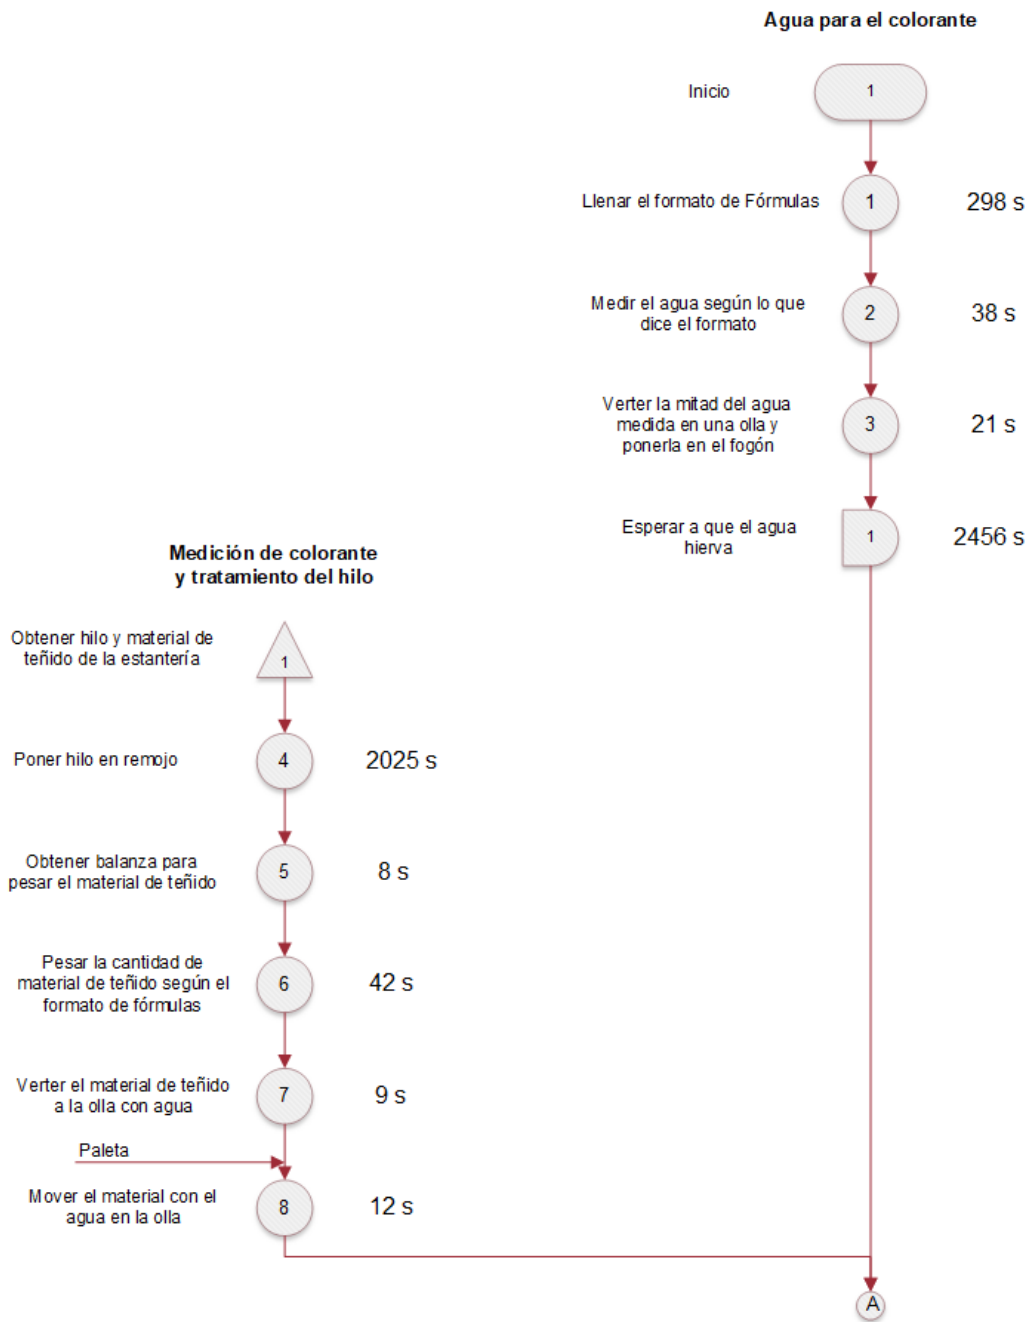 Agua para el colorante
Inicio
1
Llenar el formato de Fórmulas
1
298 s
Medir el agua según lo que
dice el formato
2
38 s
Verter la mitad del agua
medida en una olla y
ponerla en el fogón
3
21 s
Esperar a que el agua
hierva
1
2456 s
Medición de colorante
y tratamiento del hilo
Obtener hilo y material de
teñido de la estantería
1
Poner hilo en remojo
4
2025 s
Obtener balanza para
pesar el material de teñido
5
8 s
Pesar la cantidad de
material de teñido según el
formato de fórmulas
6
42 s
Verter el material de teñido
a la olla con agua
7
9 s
Paleta
Mover el material con el
agua en la olla
8
12 s
A